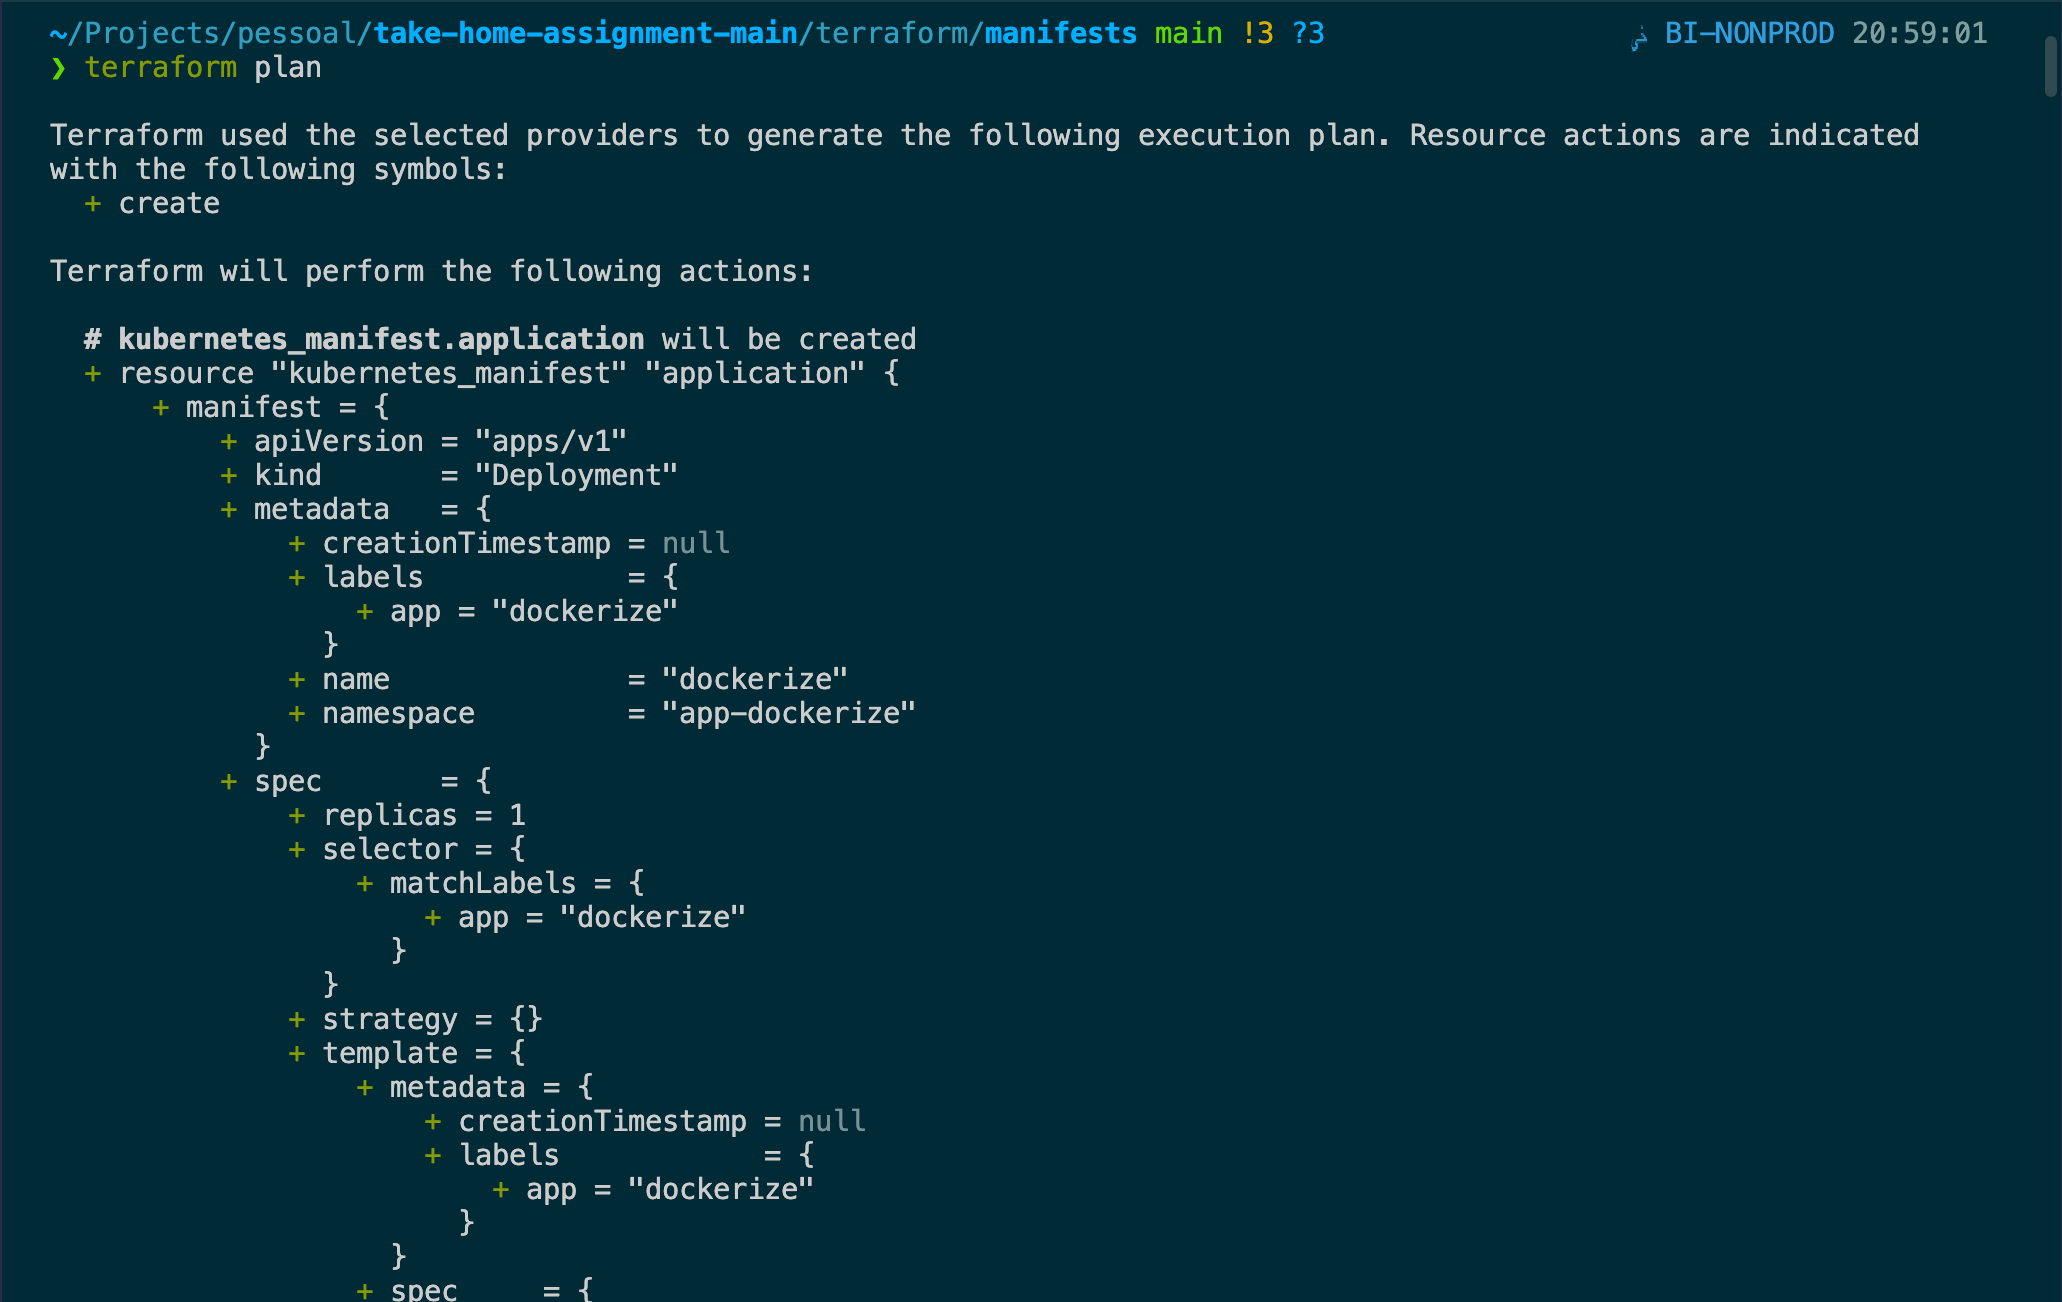 ~/Projects/pessoal/take-home-assignment-main/terraform/manifests main !3 ?3 BI-NONPROD 20:59:01
❯ terraform plan
Terraform used the selected providers to generate the following execution plan. Resource actions are indicated
with the following symbols:
  + create
Terraform will perform the following actions:
  # kubernetes_manifest.application will be created
  + resource "kubernetes_manifest" "application" {
      + manifest = {
          + apiVersion = "apps/v1"
          + kind       = "Deployment"
          + metadata   = {
              + creationTimestamp = null
              + labels            = {
                  + app = "dockerize"
                }
              + name              = "dockerize"
              + namespace         = "app-dockerize"
            }
          + spec       = {
              + replicas = 1
              + selector = {
                  + matchLabels = {
                      + app = "dockerize"
                    }
                }
              + strategy = {}
              + template = {
                  + metadata = {
                      + creationTimestamp = null
                      + labels            = {
                          + app = "dockerize"
                        }
                    }
                  + spec     = {